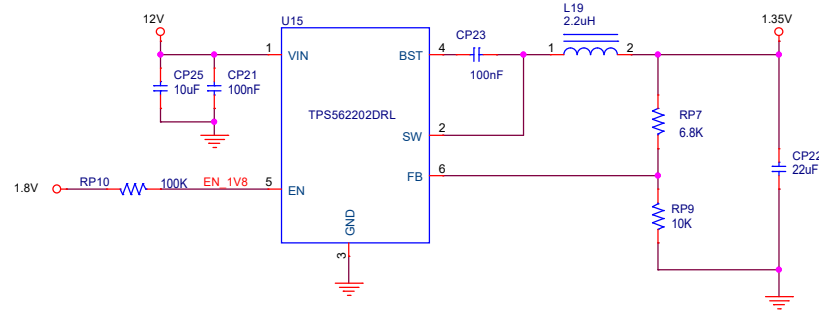 12V
U15
CP23
L19
2.2uH
1.35V
1
VIN
BST
4
1
2
CP25
10uF
CP21
100nF
100nF
TPS562202DRL
RP7
6.8K
SW
2
CP22
22uF
FB
6
1.8V
RP10
100K
EN_1V8
5
EN
RP9
10K
GND
3